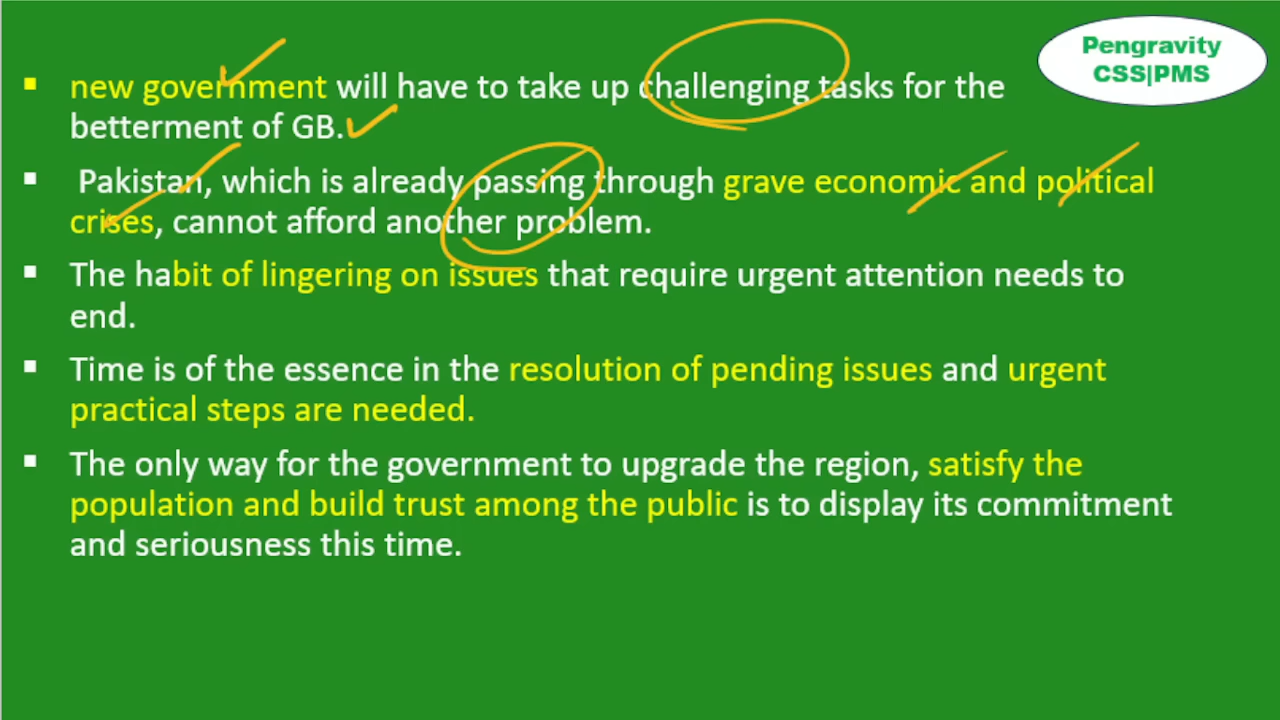 Pengravity
CSS|PMS
▪ new government will have to take up challenging tasks for the
betterment of GB.
▪ Pakistan, which is already passing through grave economic and political
crises, cannot afford another problem.
▪ The habit of lingering on issues that require urgent attention needs to
end.
▪ Time is of the essence in the resolution of pending issues and urgent
practical steps are needed.
▪ The only way for the government to upgrade the region, satisfy the
population and build trust among the public is to display its commitment
and seriousness this time.